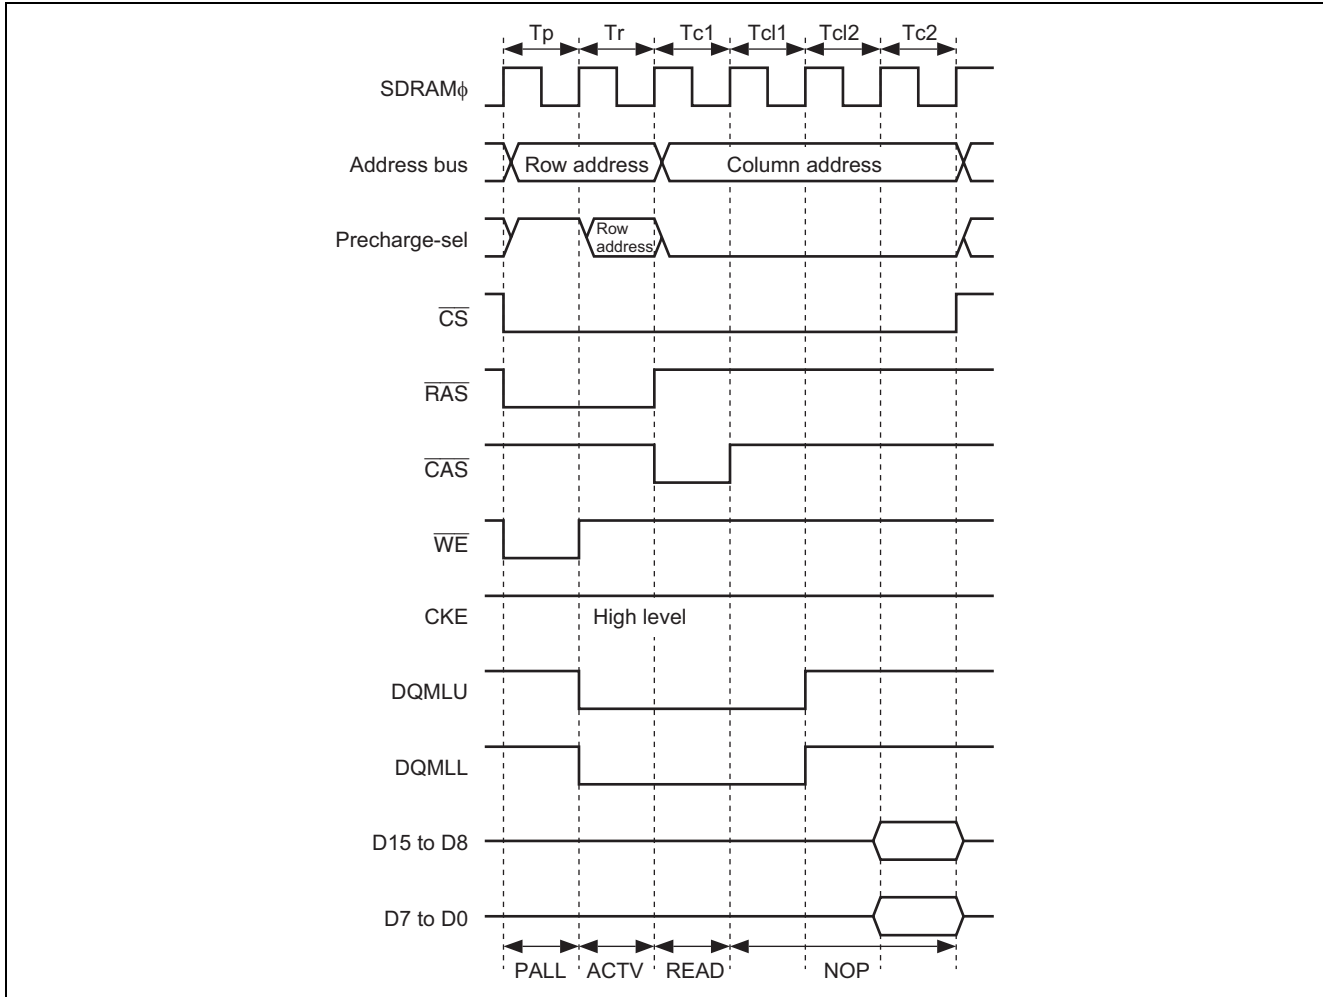 Tp Tr Tc1 Tcl1 Tcl2 Tc2
SDRAMϕ
Address bus Row address Column address
Precharge-sel Row address
CS
RAS
CAS
WE
CKE High level
DQMLU
DQMLL
D15 to D8
D7 to D0
PALL ACTV READ NOP